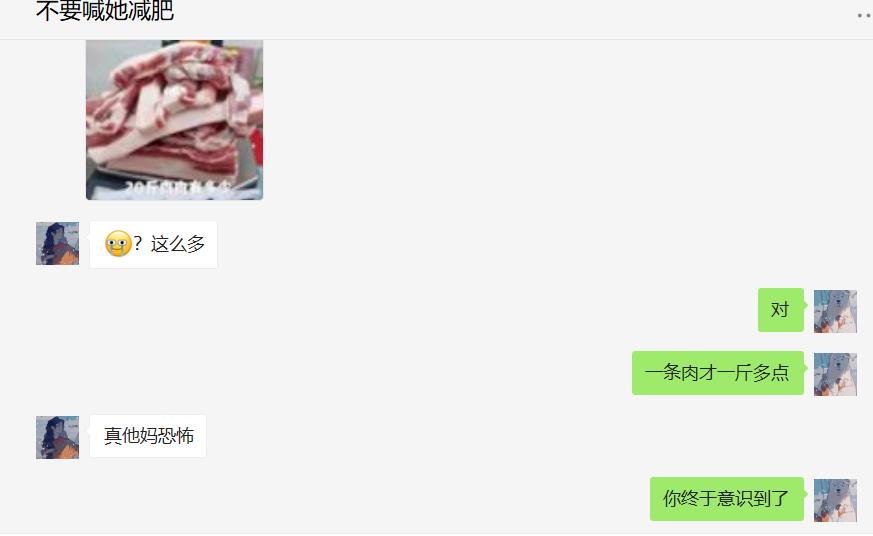 不要喊她减肥
20斤肉肉有多少
？这么多
对
一条肉才一斤多点
真他妈恐怖
你终于意识到了